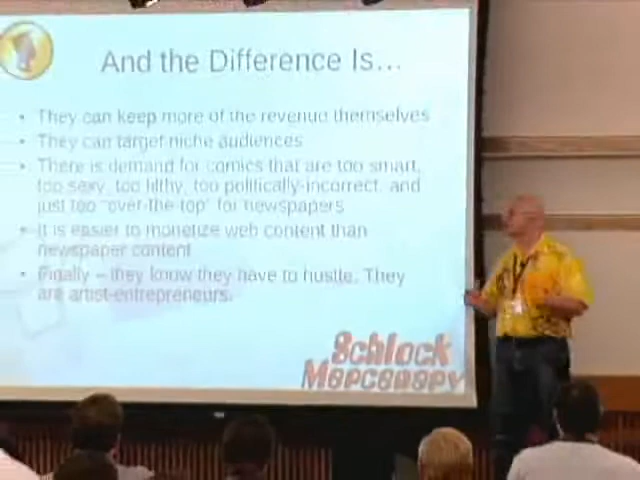 And the Difference Is...
• They can keep more of the revenue themselves
• They can target niche audiences
• There is demand for comics that are too smart,
too sexy, too filthy, too politically-incorrect, and
just too "over-the-top" for newspapers
• It is easier to monetize web content than
newspaper content
• Finally – they know they have to hustle. They
are artist-entrepreneurs.
Schlock
Mercenary